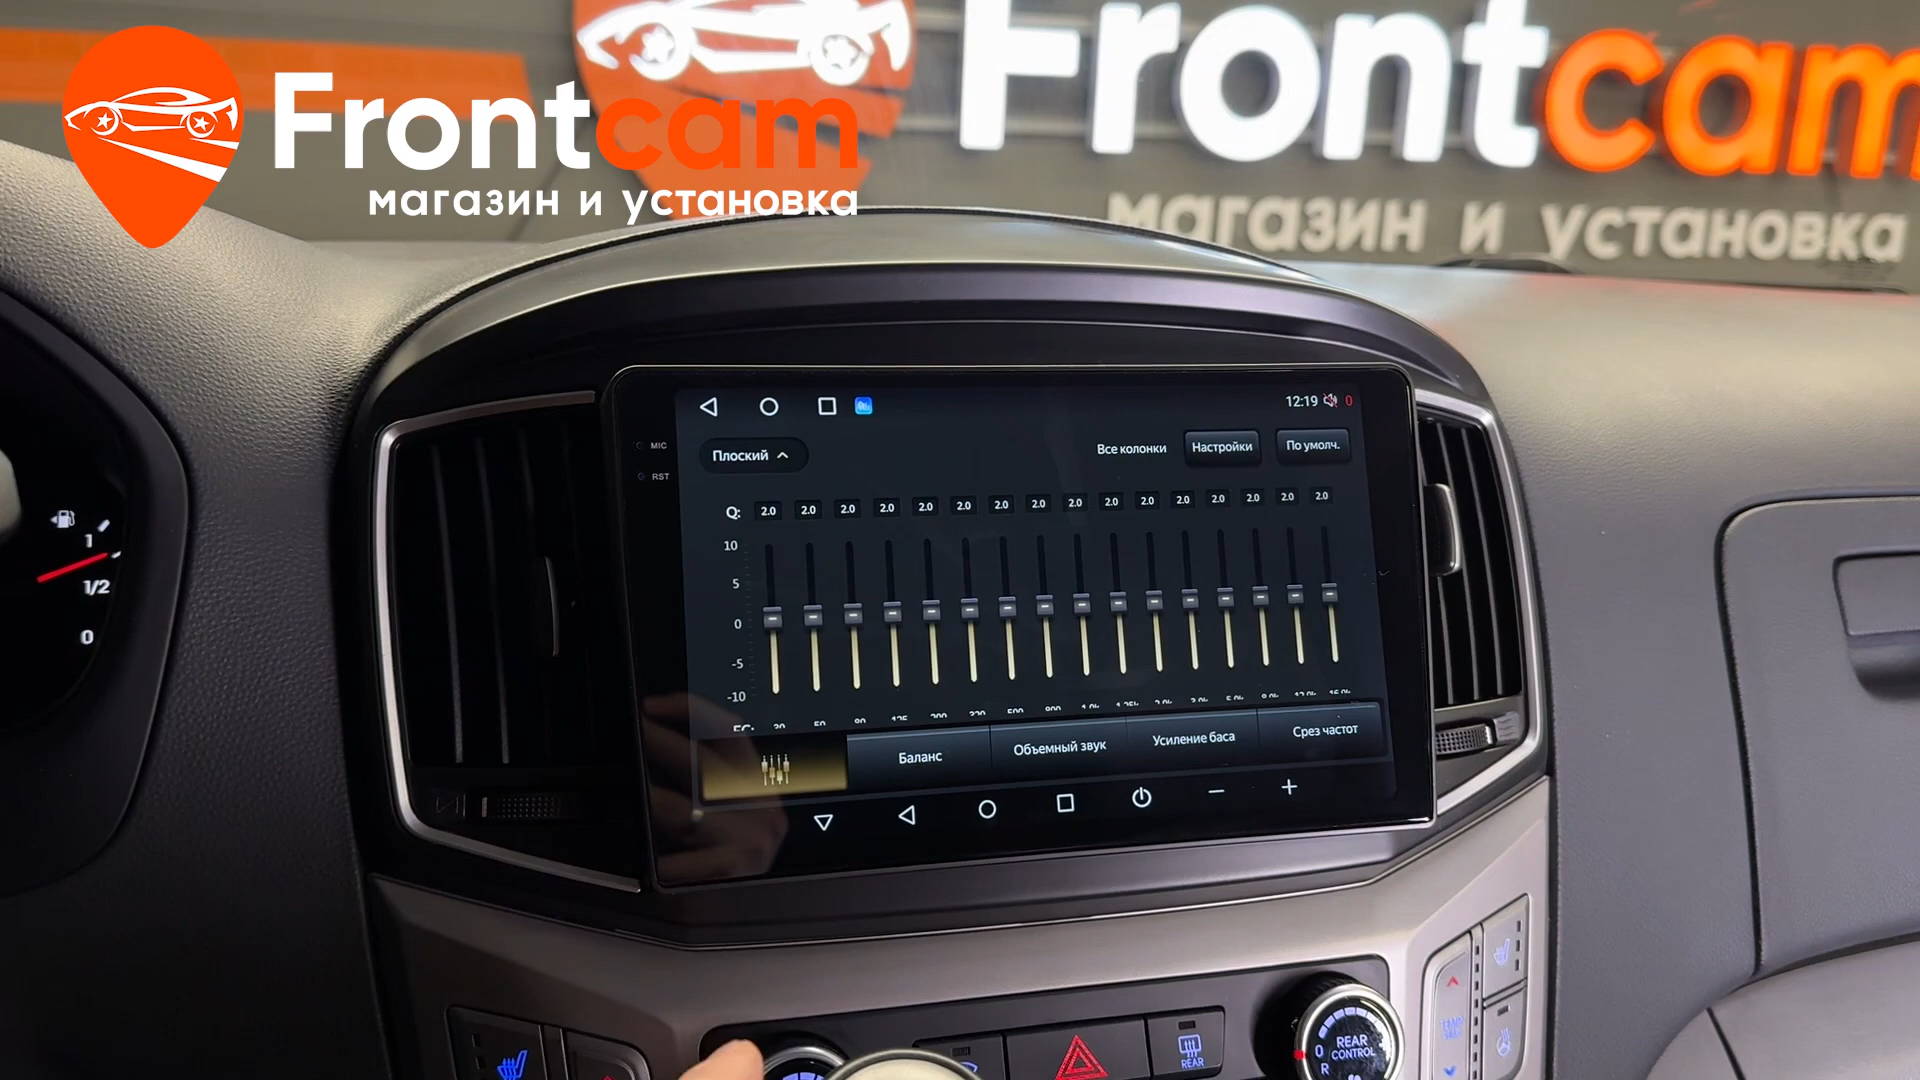 Frontcam
магазин и установка
Frontcam
магазин и установка
12:19 0
MIC
RST
Плоский
Все колонки
Настройки
По умолч.
Q: 2.0 2.0 2.0 2.0 2.0 2.0 2.0 2.0 2.0 2.0 2.0 2.0 2.0 2.0 2.0 2.0
10
5
0
-5
-10
Баланс
Объемный звук
Усиление баса
Срез частот
1
1/2
0
REAR
REAR
CONTROL
0
R